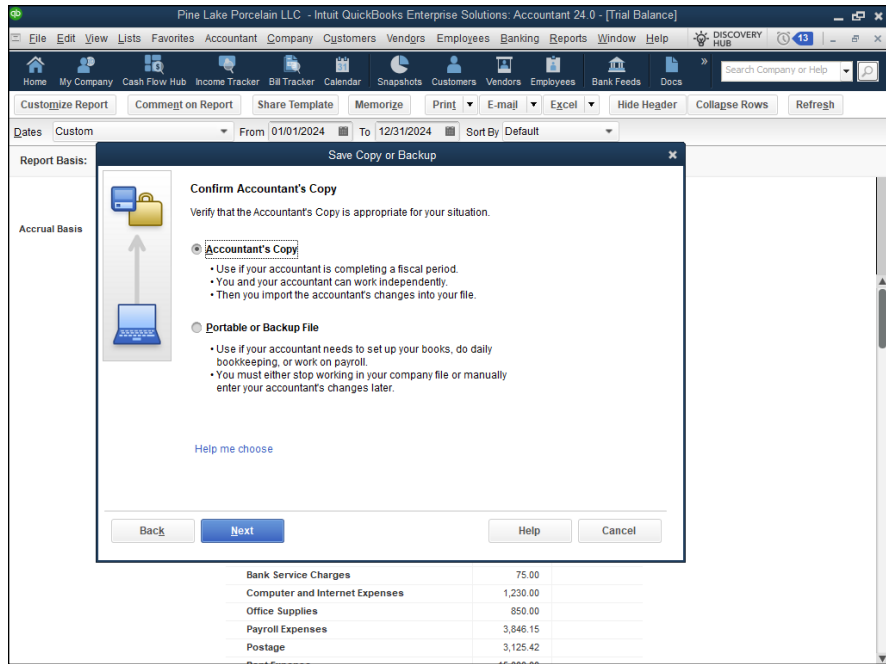 qb Pine Lake Porcelain LLC - Intuit QuickBooks Enterprise Solutions: Accountant 24.0 - [Trial Balance]
File Edit View Lists Favorites Accountant Company Customers Vendors Employees Banking Reports Window Help DISCOVERY HUB 13
Home My Company Cash Flow Hub Income Tracker Bill Tracker Calendar Snapshots Customers Vendors Employees Bank Feeds Docs » Search Company or Help
31
Customize Report Comment on Report Share Template Memorize Print E-mail Excel Hide Header Collapse Rows Refresh
Dates Custom From 01/01/2024 To 12/31/2024 Sort By Default
Report Basis:
Accrual Basis
Save Copy or Backup
Confirm Accountant's Copy
Verify that the Accountant's Copy is appropriate for your situation.
Accountant's Copy
• Use if your accountant is completing a fiscal period.
• You and your accountant can work independently.
• Then you import the accountant's changes into your file.
Portable or Backup File
• Use if your accountant needs to set up your books, do daily
bookkeeping, or work on payroll.
• You must either stop working in your company file or manually
enter your accountant's changes later.
Help me choose
Back Next Help Cancel
Bank Service Charges 75.00
Computer and Internet Expenses 1,230.00
Office Supplies 850.00
Payroll Expenses 3,846.15
Postage 3,125.42